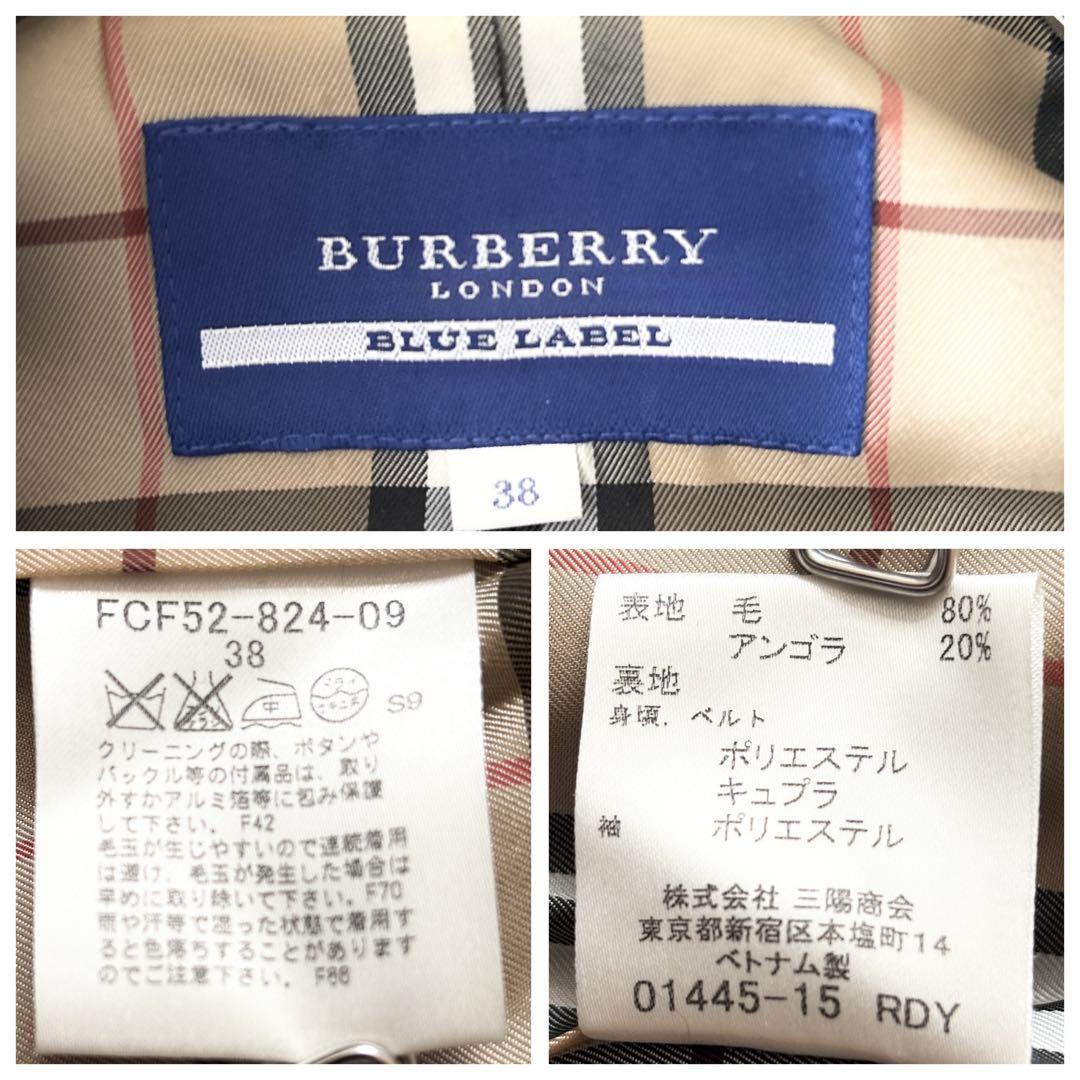 BURBERRY
LONDON
BLUE LABEL
38
FCF52-824-09
38
中
ドライ
S9
クリーニングの際、ボタンや
バックル等の付属品は、取り
外すかアルミ箔等に包み保護
して下さい。 F42
毛玉が生じやすいので連続着用
は避け、毛玉が発生した場合は
早めに取り除いて下さい。F70
雨や汗等で湿った状態で着用す
ると色落ちすることがあります
のでご注意下さい。F66
表地 毛 80%
アンゴラ 20%
裏地
身頃．ベルト
ポリエステル
キュプラ
袖 ポリエステル
株式会社 三陽商会
東京都新宿区本塩町14
ベトナム製
01445-15 RDY